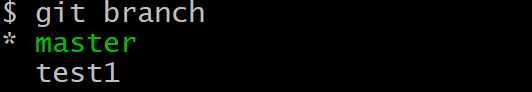 $ git branch
* master
  test1